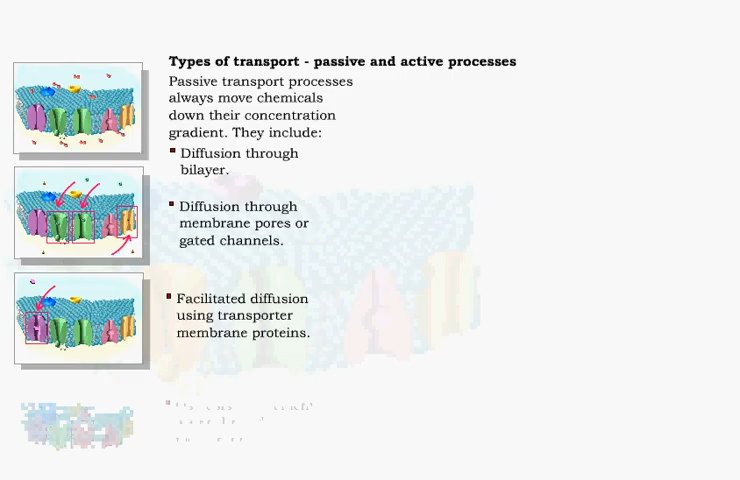 Types of transport - passive and active processes
Passive transport processes
always move chemicals
down their concentration
gradient. They include:
Diffusion through
bilayer.
Diffusion through
membrane pores or
gated channels.
Facilitated diffusion
using transporter
membrane proteins.